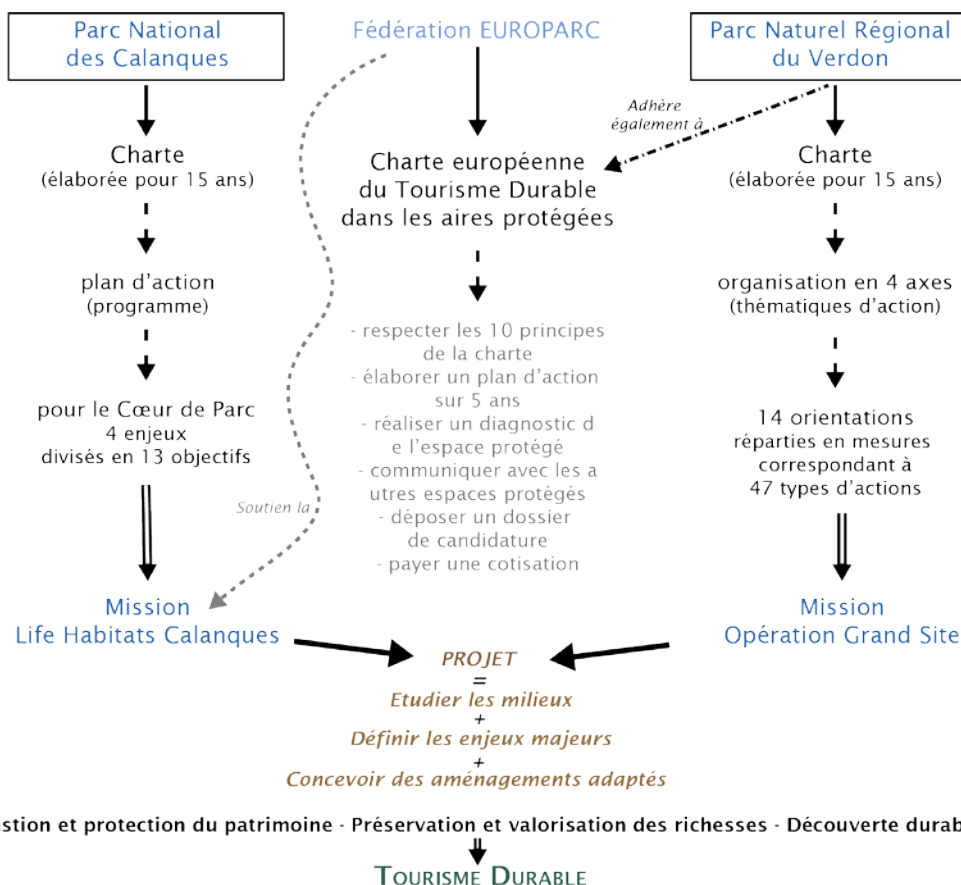 Parc National
des Calanques
Fédération EUROPARC
Parc Naturel Régional
du Verdon
Adhère
également à
Charte
(élaborée pour 15 ans)
Charte européenne
du Tourisme Durable
dans les aires protégées
Charte
(élaborée pour 15 ans)
plan d'action
(programme)
organisation en 4 axes
(thématiques d'action)
- respecter les 10 principes
de la charte
- élaborer un plan d'action
sur 5 ans
- réaliser un diagnostic d
e l'espace protégé
- communiquer avec les a
utres espaces protégés
- déposer un dossier
de candidature
- payer une cotisation
pour le Cœur de Parc
4 enjeux
divisés en 13 objectifs
14 orientations
réparties en mesures
correspondant à
47 types d'actions
Soutien la
Mission
Life Habitats Calanques
Mission
Opération Grand Site
PROJET
=
Etudier les milieux
+
Définir les enjeux majeurs
+
Concevoir des aménagements adaptés
stion et protection du patrimoine - Préservation et valorisation des richesses - Découverte durab
TOURISME DURABLE